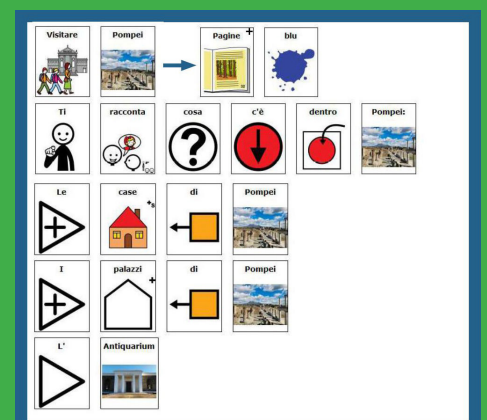 Visitare Pompei Pagine blu
Ti racconta cosa c'è dentro Pompei:
Le case di Pompei
I palazzi di Pompei
L' Antiquarium